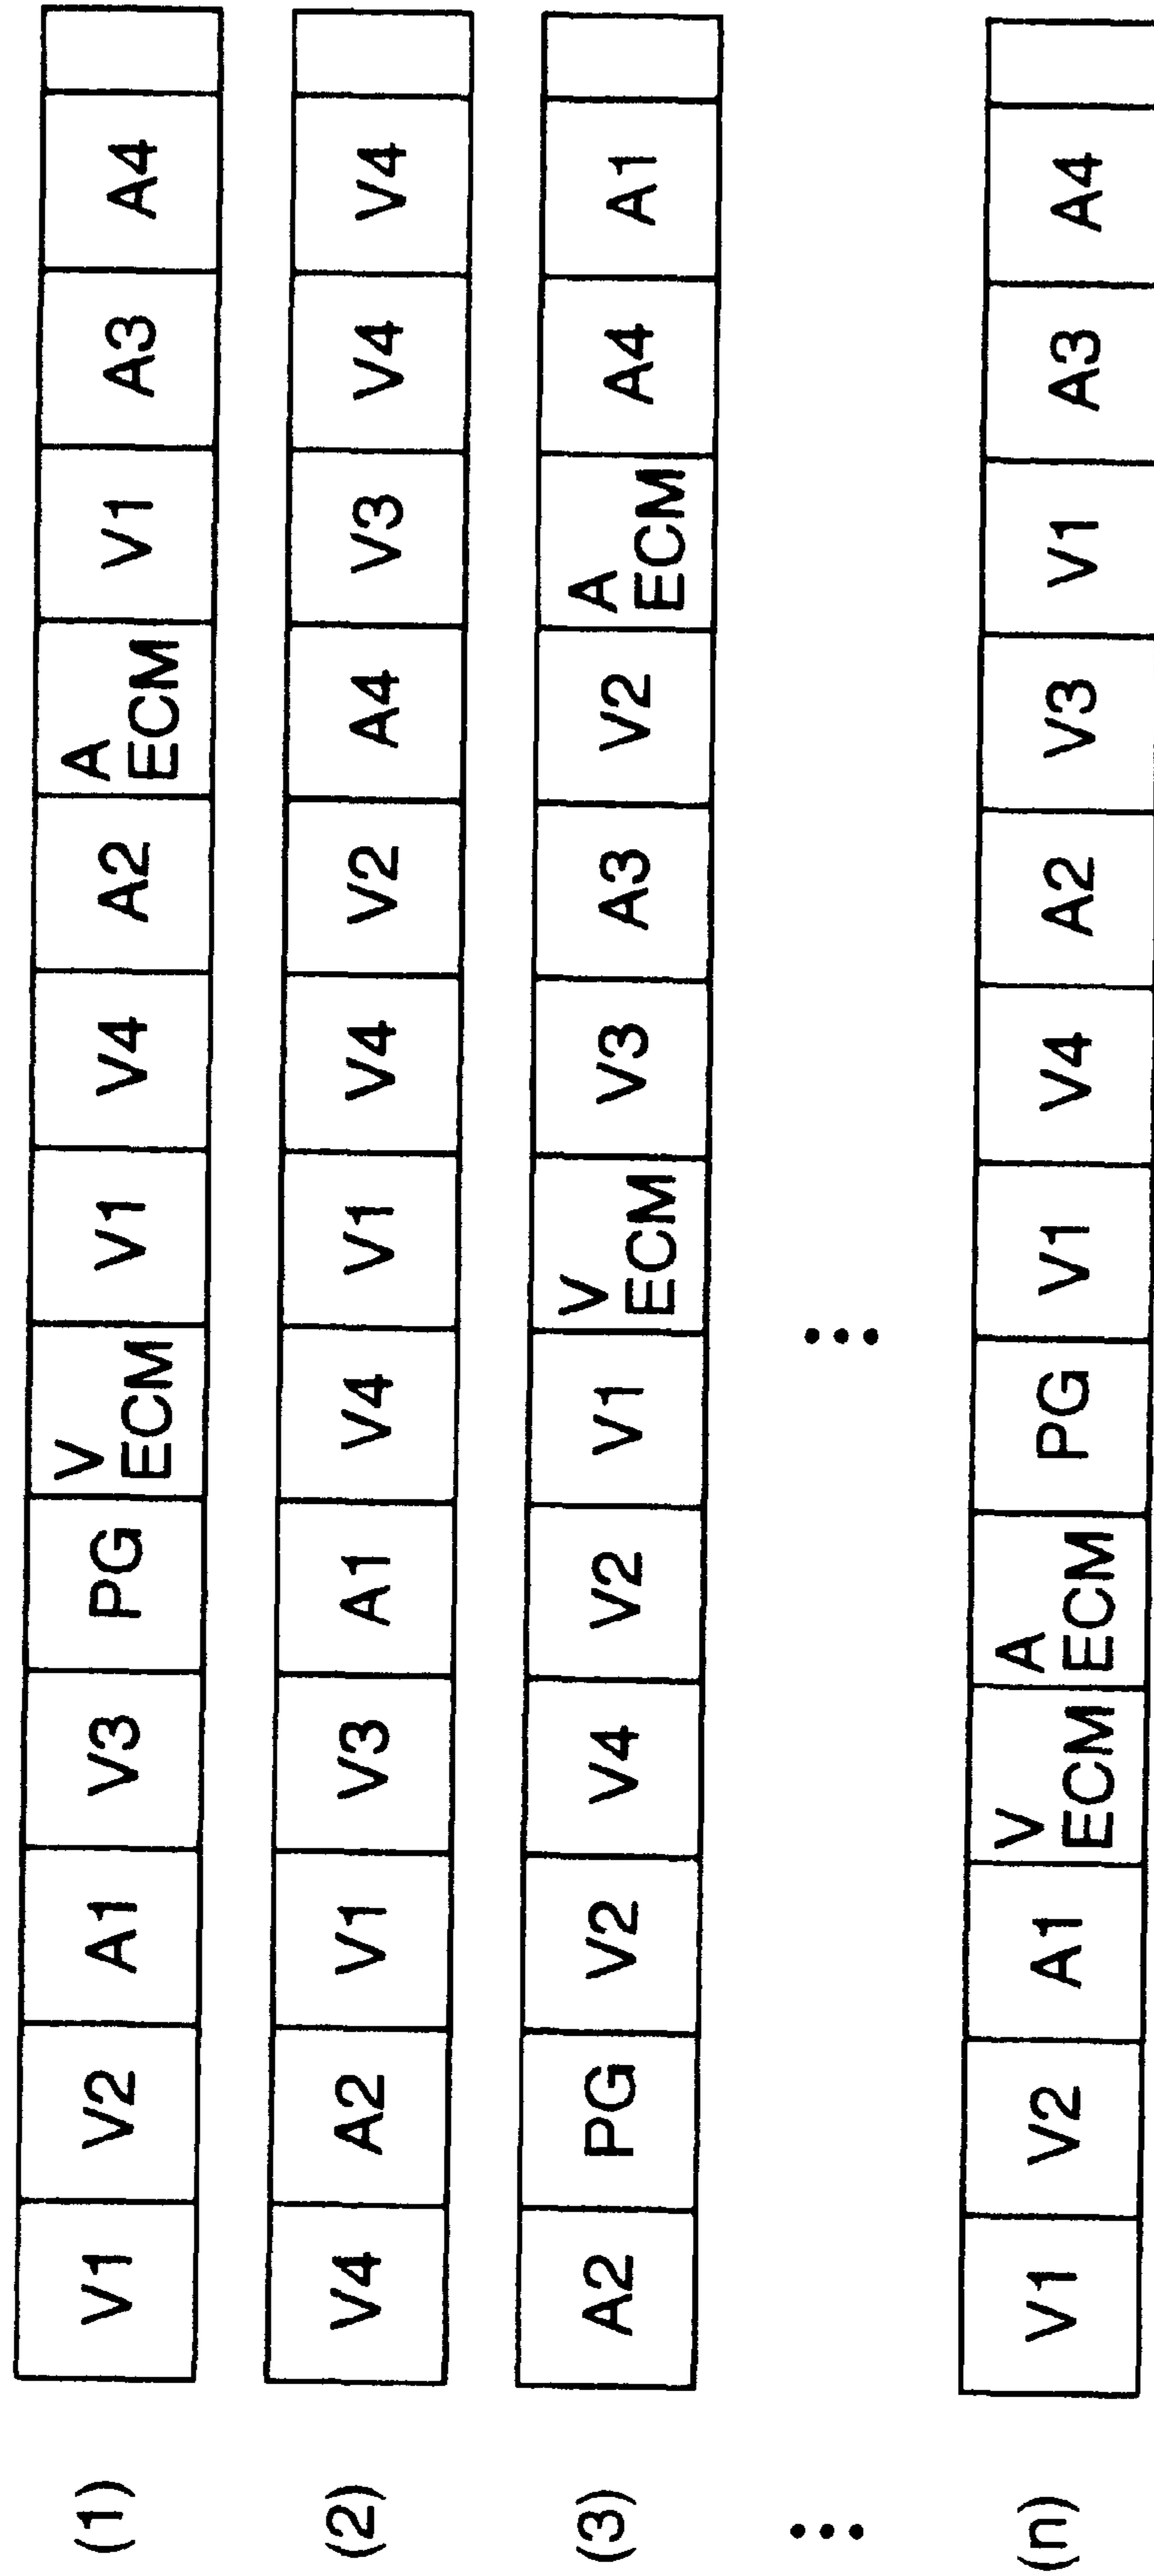 (1) V1 V2 A1 V3 PG V ECM V1 V4 A2 A ECM V1 A3 A4
(2) V4 A2 V1 V3 A1 V4 V1 V4 V2 A4 V3 V4 V4
(3) A2 PG V2 V4 V2 V1 V ECM V3 A3 V2 A ECM A4 A1
••• •••
(n) V1 V2 A1 V ECM A ECM PG V1 V4 A2 V3 V1 A3 A4